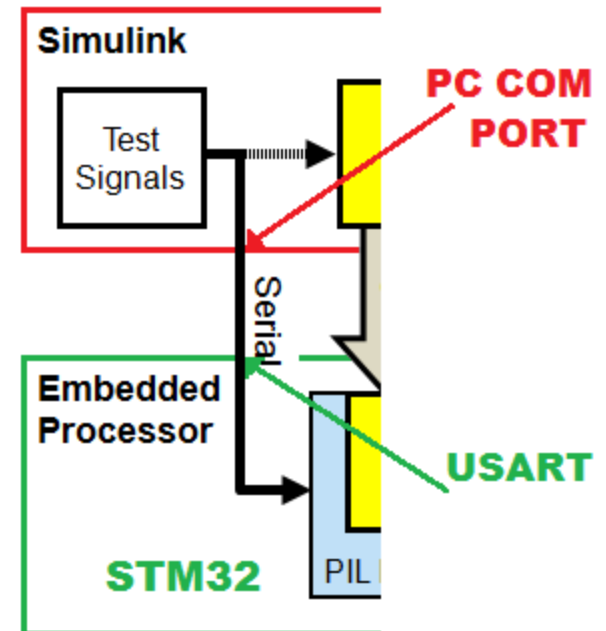 Simulink
PC COM
PORT
Test
Signals
Serial
Embedded
Processor
USART
STM32
PIL